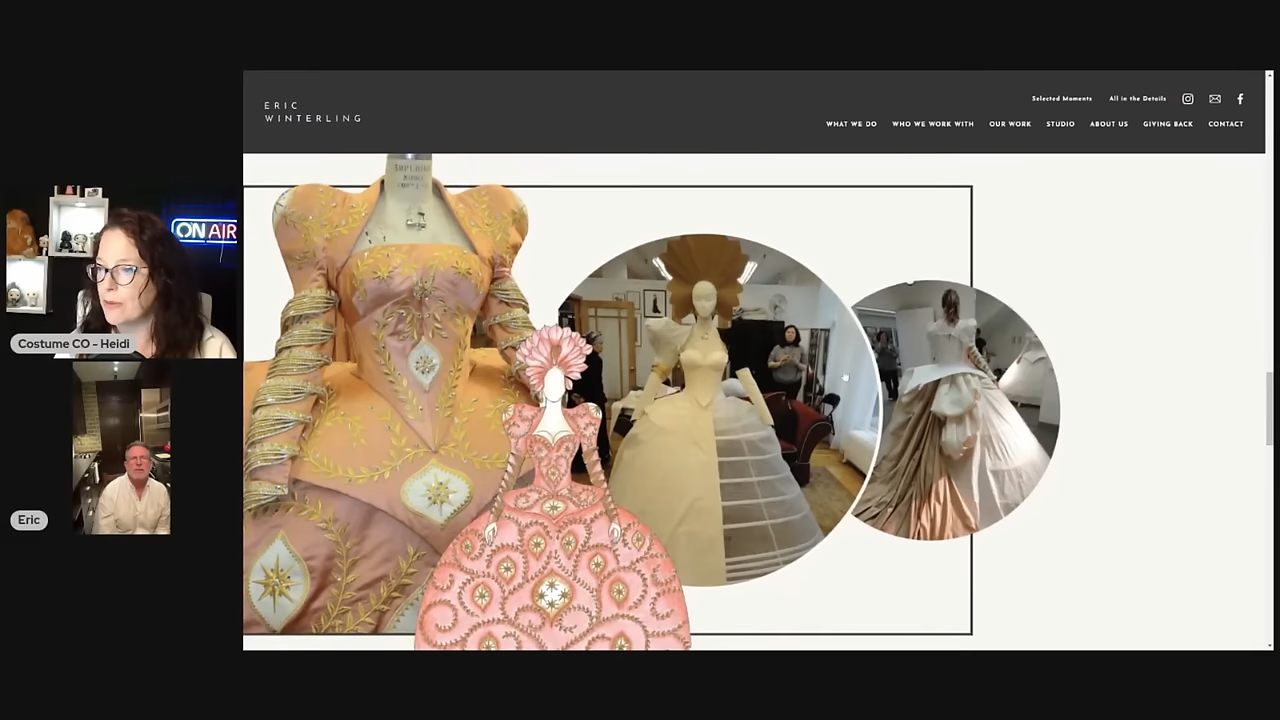 ERIC
WINTERLING
Selected Moments
All in the Details
WHAT WE DO
WHO WE WORK WITH
OUR WORK
STUDIO
ABOUT US
GIVING BACK
CONTACT
ON AIR
Costume CO - Heidi
Eric